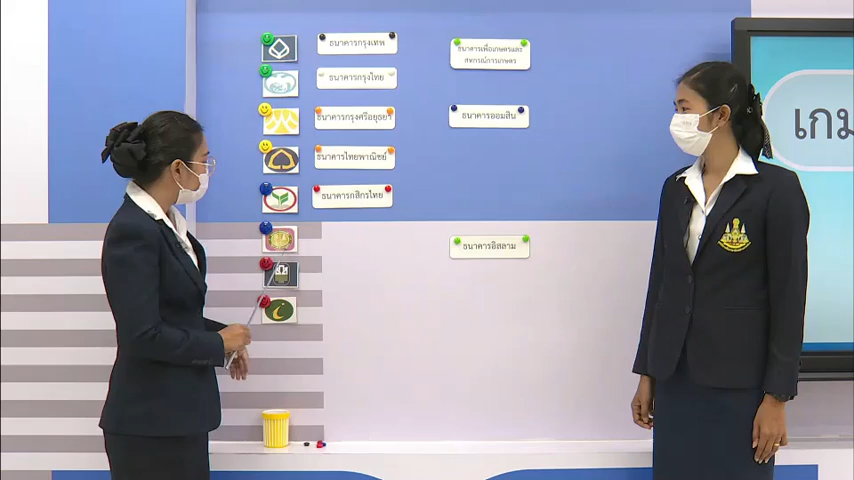 ธนาคารกรุงเทพ
ธนาคารกรุงไทย
ธนาคารกรุงศรีอยุธยา
ธนาคารไทยพาณิชย์
ธนาคารกสิกรไทย
ธนาคารเพื่อเกษตรและ
สหกรณ์การเกษตร
ธนาคารออมสิน
ธนาคารอิสลาม
เกม